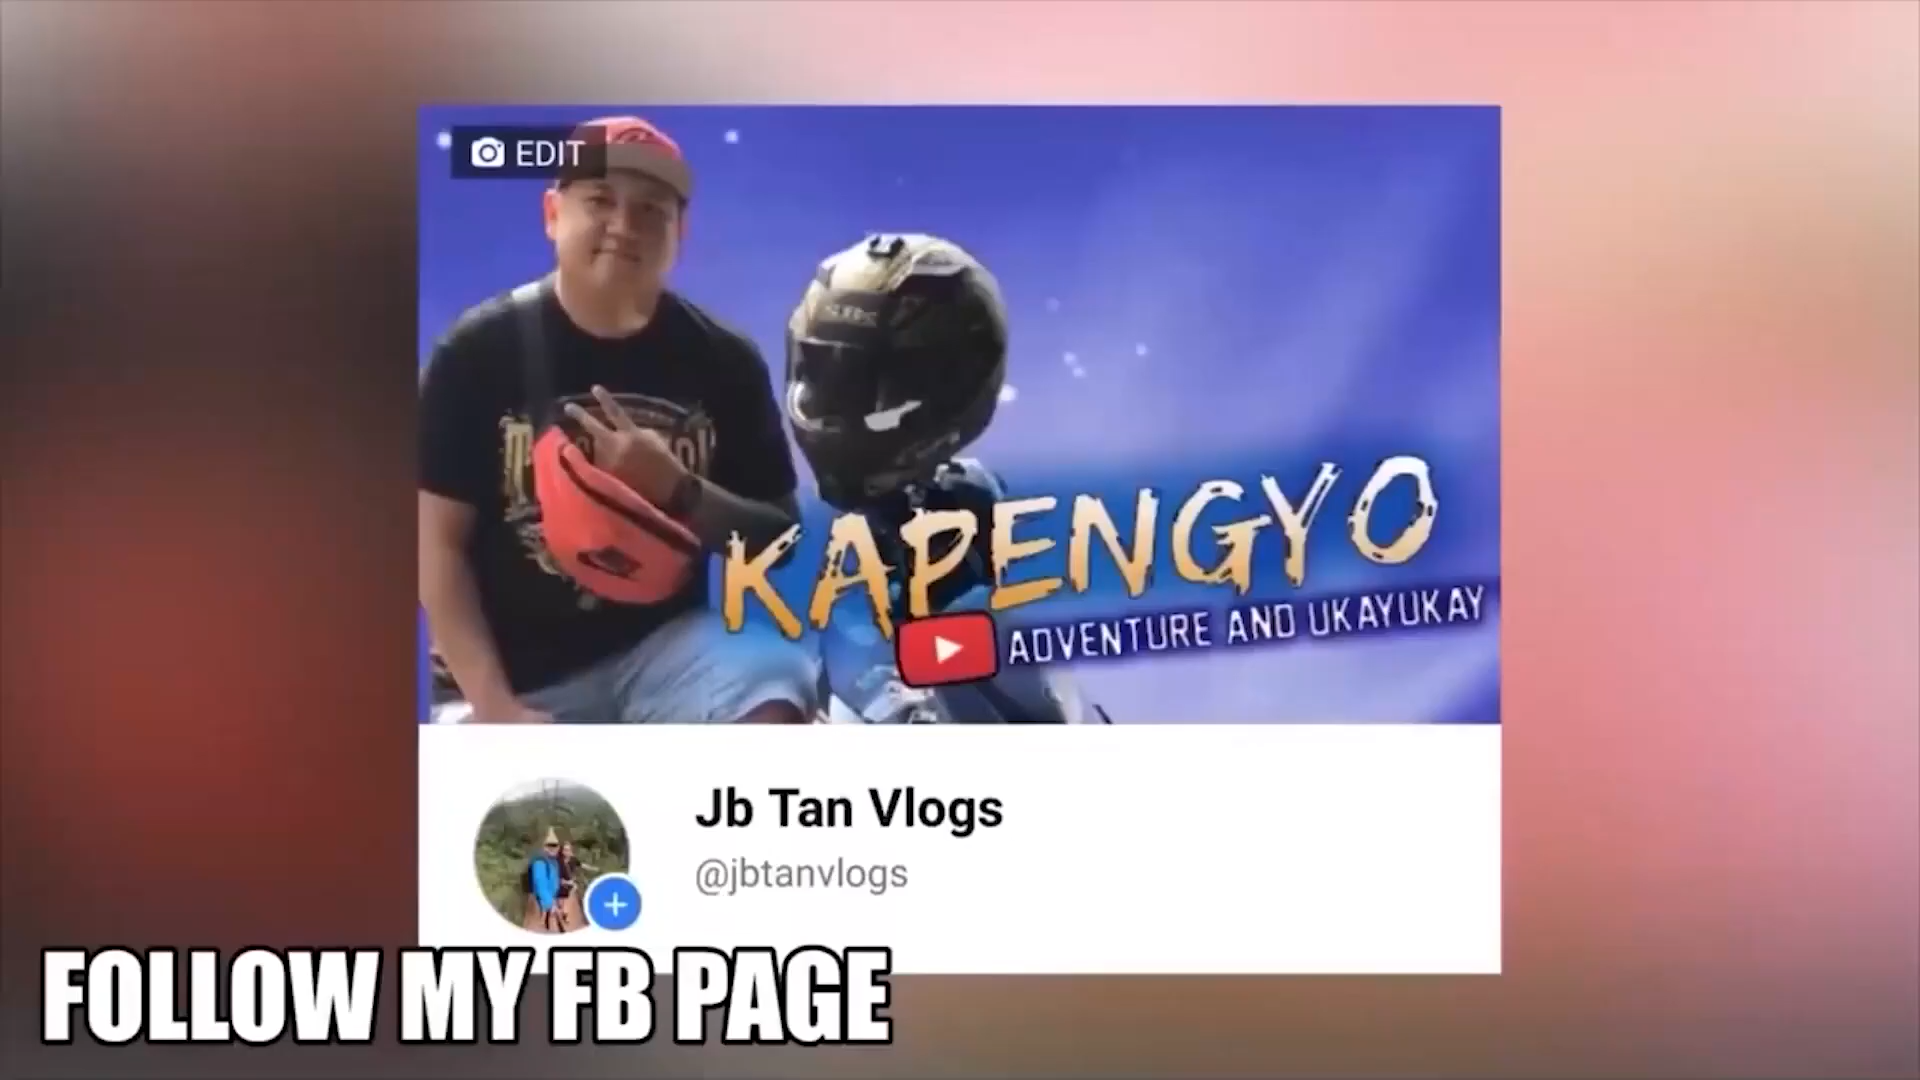 EDIT
KAPENGYO
ADVENTURE AND UKAYUKAY
Jb Tan Vlogs
@jbtanvlogs
FOLLOW MY FB PAGE